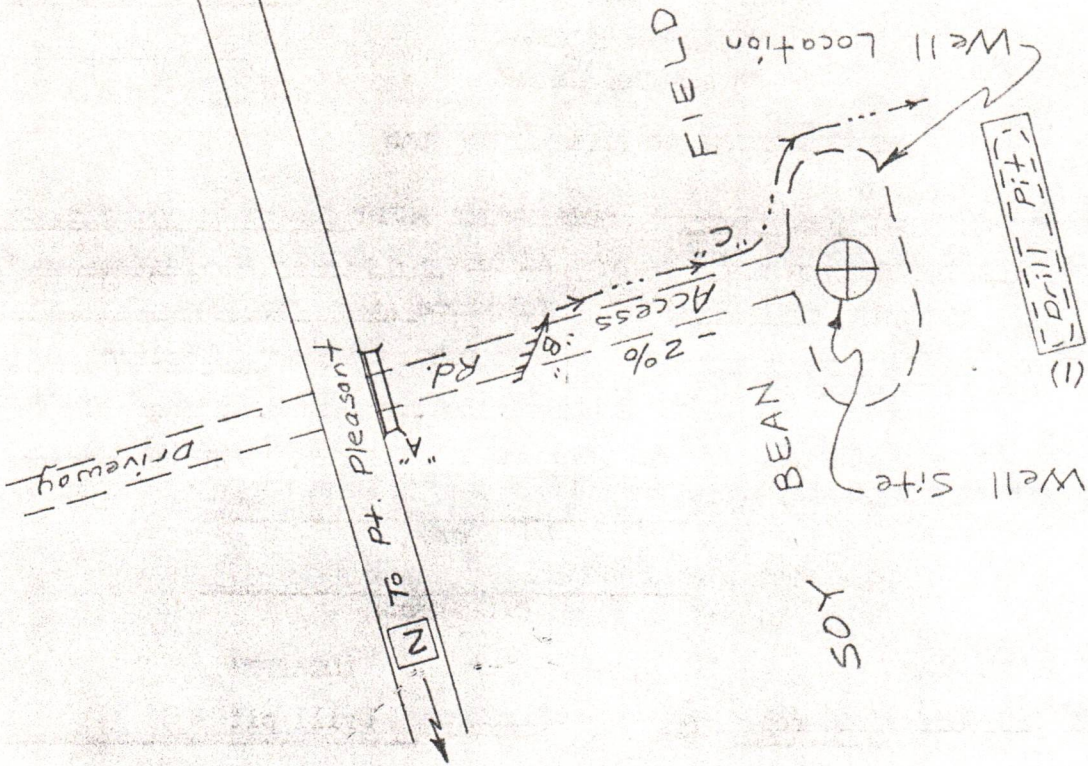 Well Location
FIELD
Drill Pit
(1)
"C"
Access
Rd.
- 2%
"B"
"A"
Driveway
N To Pt. Pleasant
SOY BEAN
Well Site